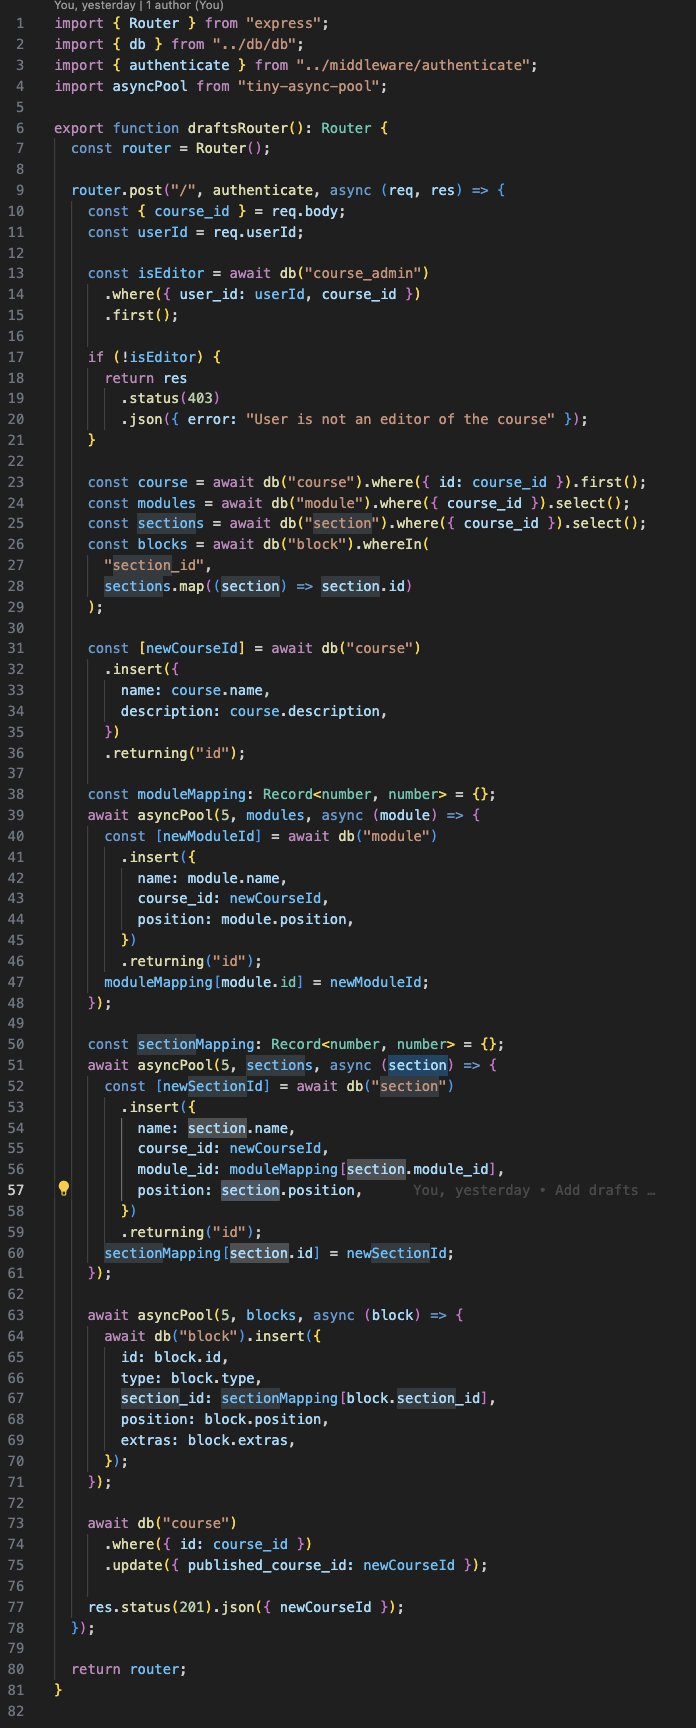 You, yesterday | 1 author (You)
1 import { Router } from "express";
2 import { db } from "../db/db";
3 import { authenticate } from "../middleware/authenticate";
4 import asyncPool from "tiny-async-pool";
5
6 export function draftsRouter(): Router {
7 const router = Router();
8
9 router.post("/", authenticate, async (req, res) => {
10 const { course_id } = req.body;
11 const userId = req.userId;
12
13 const isEditor = await db("course_admin")
14 .where({ user_id: userId, course_id })
15 .first();
16
17 if (!isEditor) {
18 return res
19 .status(403)
20 .json({ error: "User is not an editor of the course" });
21 }
22
23 const course = await db("course").where({ id: course_id }).first();
24 const modules = await db("module").where({ course_id }).select();
25 const sections = await db("section").where({ course_id }).select();
26 const blocks = await db("block").whereIn(
27 "section_id",
28 sections.map((section) => section.id)
29 );
30
31 const [newCourseId] = await db("course")
32 .insert({
33 name: course.name,
34 description: course.description,
35 })
36 .returning("id");
37
38 const moduleMapping: Record<number, number> = {};
39 await asyncPool(5, modules, async (module) => {
40 const [newModuleId] = await db("module")
41 .insert({
42 name: module.name,
43 course_id: newCourseId,
44 position: module.position,
45 })
46 .returning("id");
47 moduleMapping[module.id] = newModuleId;
48 });
49
50 const sectionMapping: Record<number, number> = {};
51 await asyncPool(5, sections, async (section) => {
52 const [newSectionId] = await db("section")
53 .insert({
54 name: section.name,
55 course_id: newCourseId,
56 module_id: moduleMapping[section.module_id],
57 position: section.position, You, yesterday • Add drafts …
58 })
59 .returning("id");
60 sectionMapping[section.id] = newSectionId;
61 });
62
63 await asyncPool(5, blocks, async (block) => {
64 await db("block").insert({
65 id: block.id,
66 type: block.type,
67 section_id: sectionMapping[block.section_id],
68 position: block.position,
69 extras: block.extras,
70 });
71 });
72
73 await db("course")
74 .where({ id: course_id })
75 .update({ published_course_id: newCourseId });
76
77 res.status(201).json({ newCourseId });
78 });
79
80 return router;
81 }
82